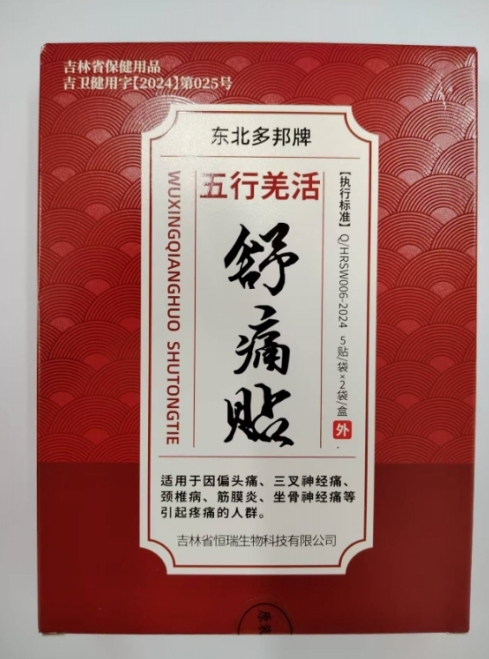 吉林省保健用品
吉卫健用字【2024】第025号
东北多邦牌
五行羌活
WUXINGQIANGHUO SHUTONGTIE
舒痛贴
【执行标准】 Q/HRSW006-2024 5贴/袋×2袋/盒
外
适用于因偏头痛、三叉神经痛、
颈椎病、筋膜炎、坐骨神经痛等
引起疼痛的人群。
吉林省恒瑞生物科技有限公司